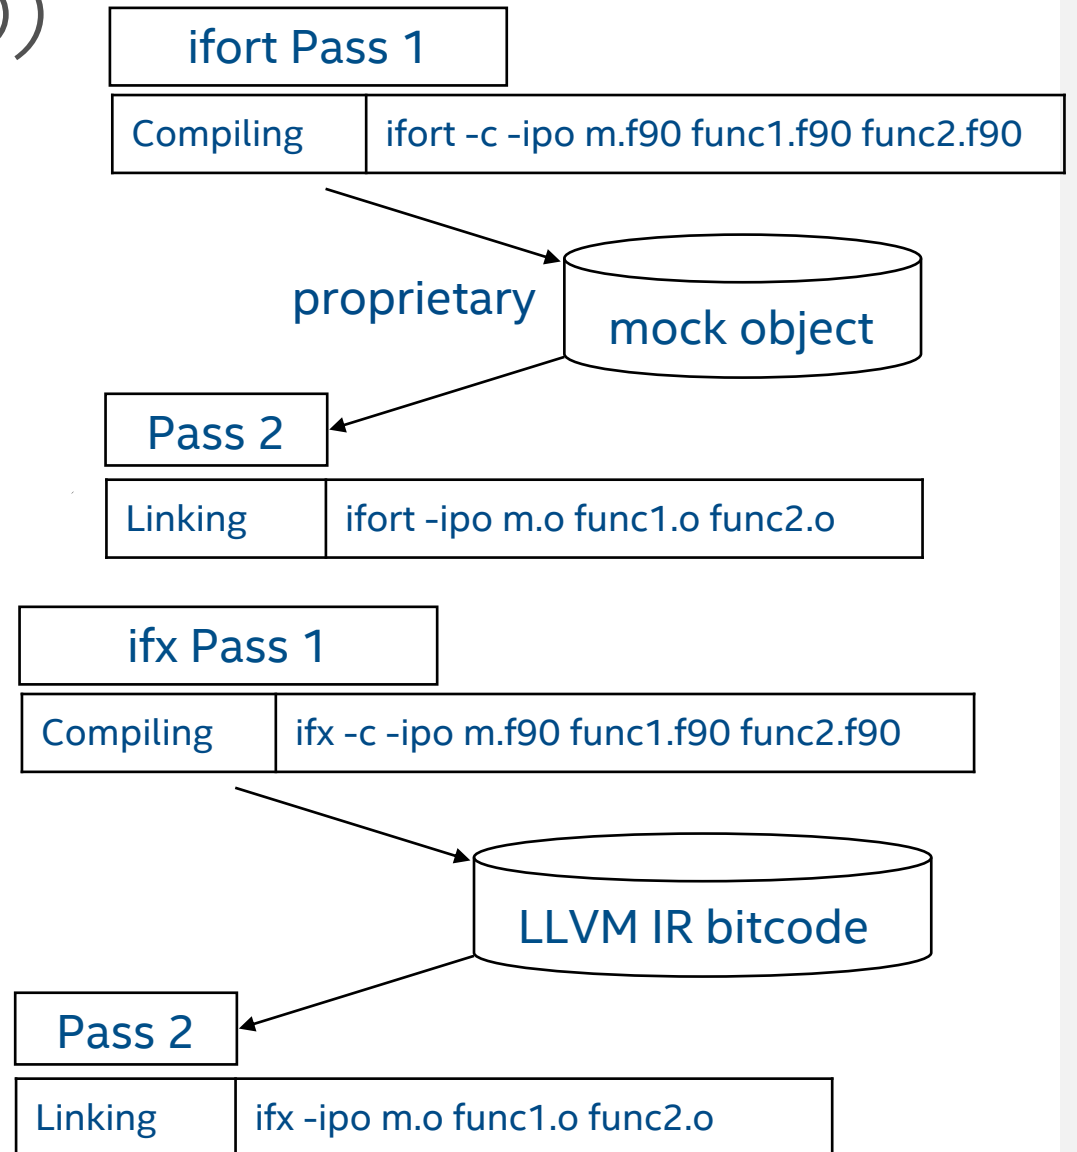 ))
ifort Pass 1
Compiling ifort -c -ipo m.f90 func1.f90 func2.f90
proprietary
mock object
Pass 2
Linking ifort -ipo m.o func1.o func2.o
ifx Pass 1
Compiling ifx -c -ipo m.f90 func1.f90 func2.f90
LLVM IR bitcode
Pass 2
Linking ifx -ipo m.o func1.o func2.o